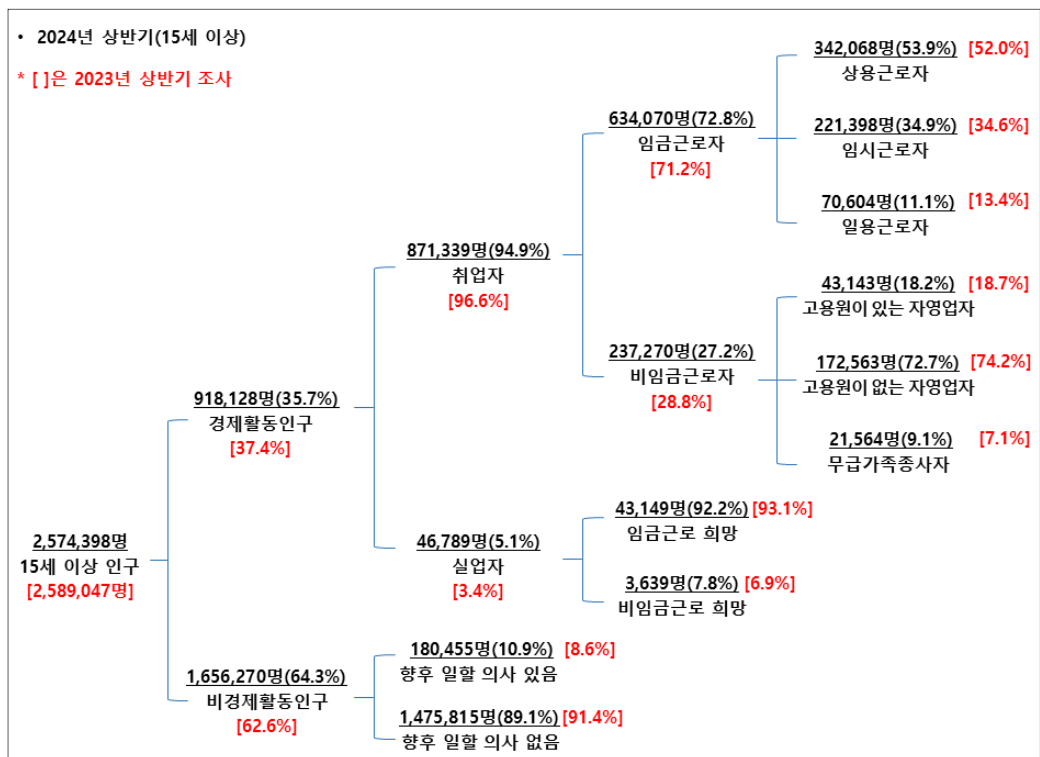 • 2024년 상반기(15세 이상)
* [ ]은 2023년 상반기 조사
342,068명(53.9%) [52.0%]
상용근로자
634,070명(72.8%)
임금근로자
[71.2%]
221,398명(34.9%) [34.6%]
임시근로자
70,604명(11.1%) [13.4%]
일용근로자
871,339명(94.9%)
취업자
[96.6%]
43,143명(18.2%) [18.7%]
고용원이 있는 자영업자
237,270명(27.2%)
비임금근로자
[28.8%]
172,563명(72.7%) [74.2%]
고용원이 없는 자영업자
918,128명(35.7%)
경제활동인구
[37.4%]
21,564명(9.1%) [7.1%]
무급가족종사자
43,149명(92.2%) [93.1%]
임금근로 희망
2,574,398명
15세 이상 인구
[2,589,047명]
46,789명(5.1%)
실업자
[3.4%]
3,639명(7.8%) [6.9%]
비임금근로 희망
180,455명(10.9%) [8.6%]
향후 일할 의사 있음
1,656,270명(64.3%)
비경제활동인구
[62.6%]
1,475,815명(89.1%) [91.4%]
향후 일할 의사 없음